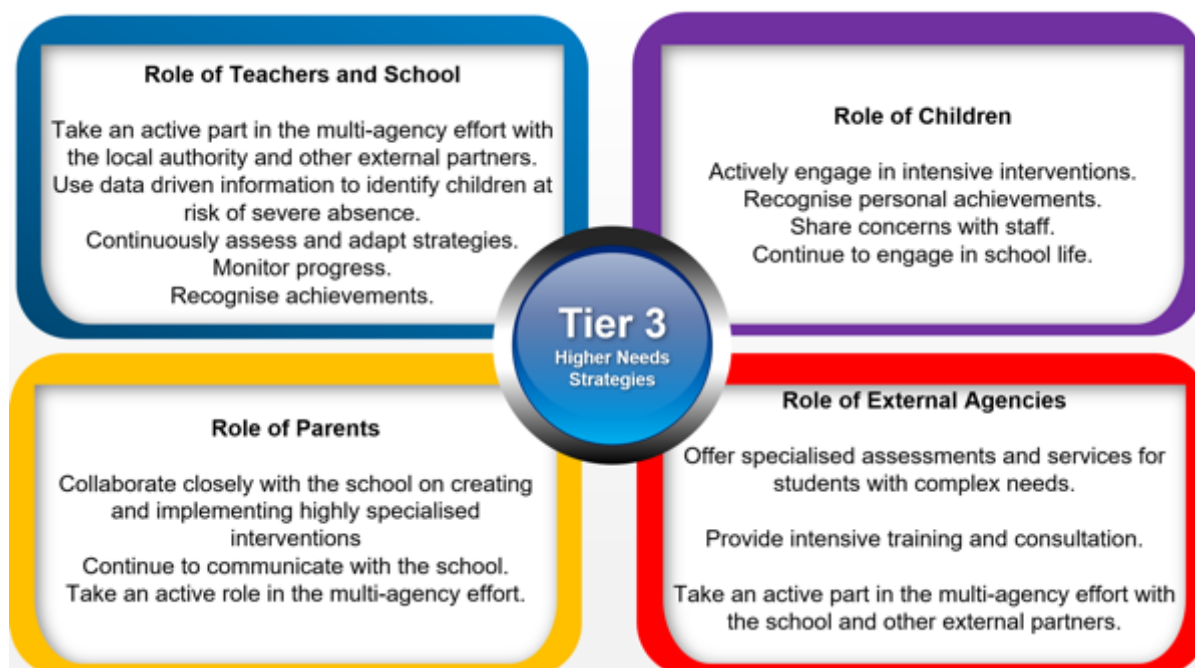 Role of Teachers and School
Take an active part in the multi-agency effort with
the local authority and other external partners.
Use data driven information to identify children at
risk of severe absence.
Continuously assess and adapt strategies.
Monitor progress.
Recognise achievements.
Role of Children
Actively engage in intensive interventions.
Recognise personal achievements.
Share concerns with staff.
Continue to engage in school life.
Tier 3
Higher Needs
Strategies
Role of Parents
Collaborate closely with the school on creating
and implementing highly specialised
interventions
Continue to communicate with the school.
Take an active role in the multi-agency effort.
Role of External Agencies
Offer specialised assessments and services for
students with complex needs.
Provide intensive training and consultation.
Take an active part in the multi-agency effort with
the school and other external partners.